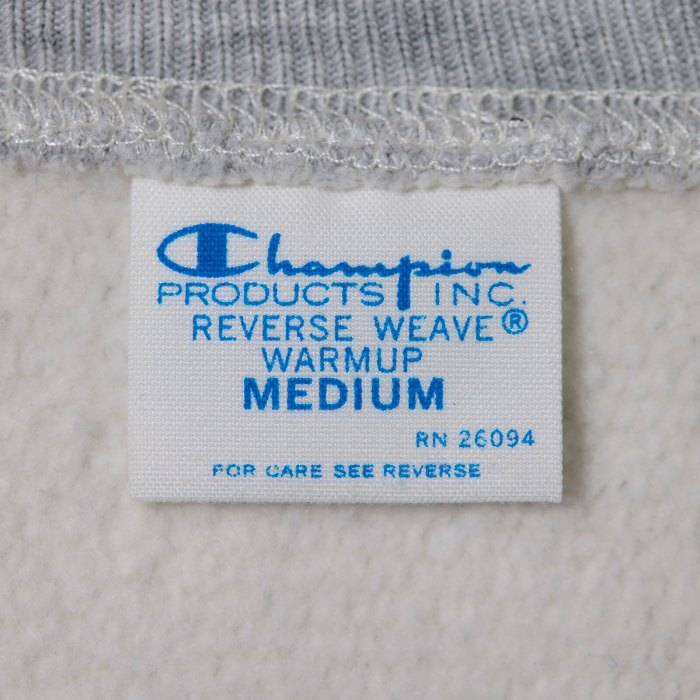 Champion
PRODUCTS INC.
REVERSE WEAVE®
WARMUP
MEDIUM
RN 26094
FOR CARE SEE REVERSE